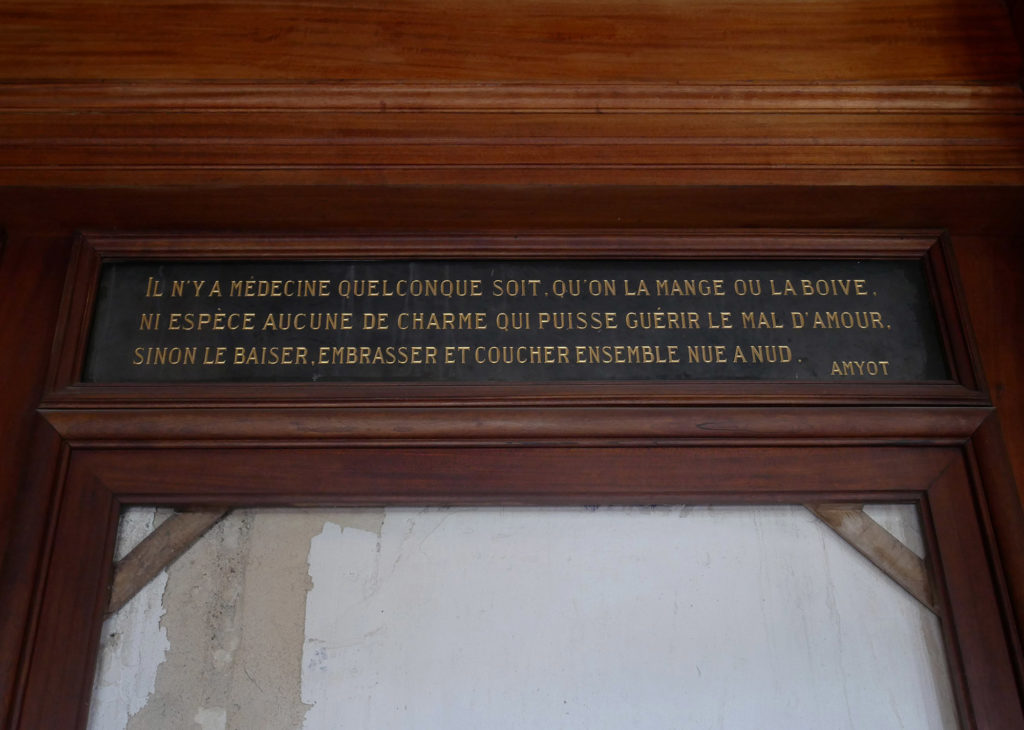 IL N'Y A MÉDECINE QUELCONQUE SOIT, QU'ON LA MANGE OU LA BOIVE,
NI ESPÈCE AUCUNE DE CHARME QUI PUISSE GUÉRIR LE MAL D'AMOUR,
SINON LE BAISER, EMBRASSER ET COUCHER ENSEMBLE NUE A NUD.
AMYOT